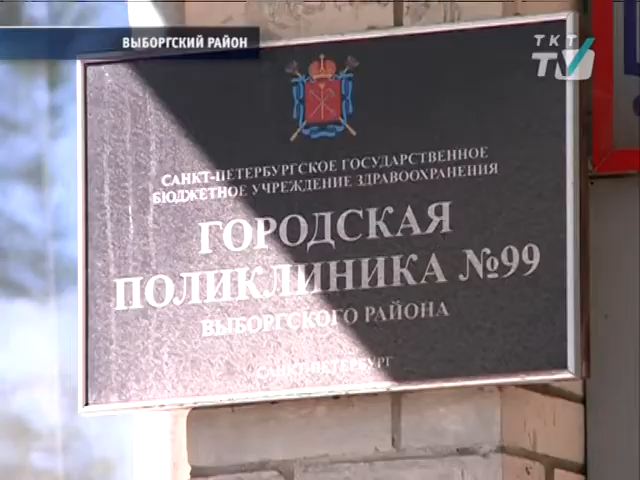 ВЫБОРГСКИЙ РАЙОН
ТКТ
TV
САНКТ-ПЕТЕРБУРГСКОЕ ГОСУДАРСТВЕННОЕ
БЮДЖЕТНОЕ УЧРЕЖДЕНИЕ ЗДРАВООХРАНЕНИЯ
ГОРОДСКАЯ
ПОЛИКЛИНИКА №99
ВЫБОРГСКОГО РАЙОНА
САНКТ-ПЕТЕРБУРГ